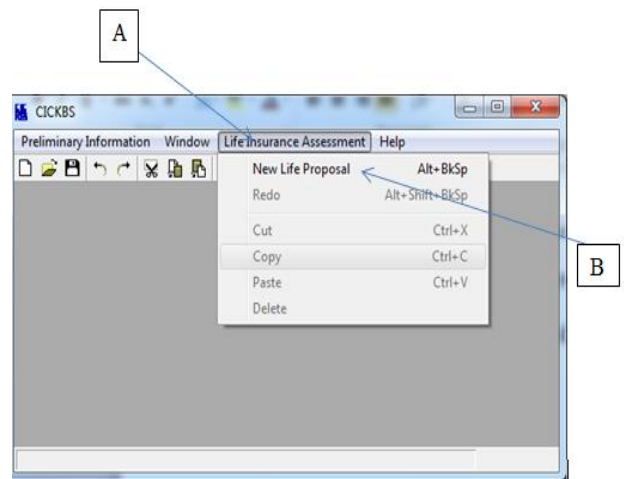 A
CICKBS
Preliminary Information Window Life Insurance Assessment Help
New Life Proposal Alt+BkSp
Redo Alt+Shift+BkSp
Cut Ctrl+X
Copy Ctrl+C
B
Paste Ctrl+V
Delete